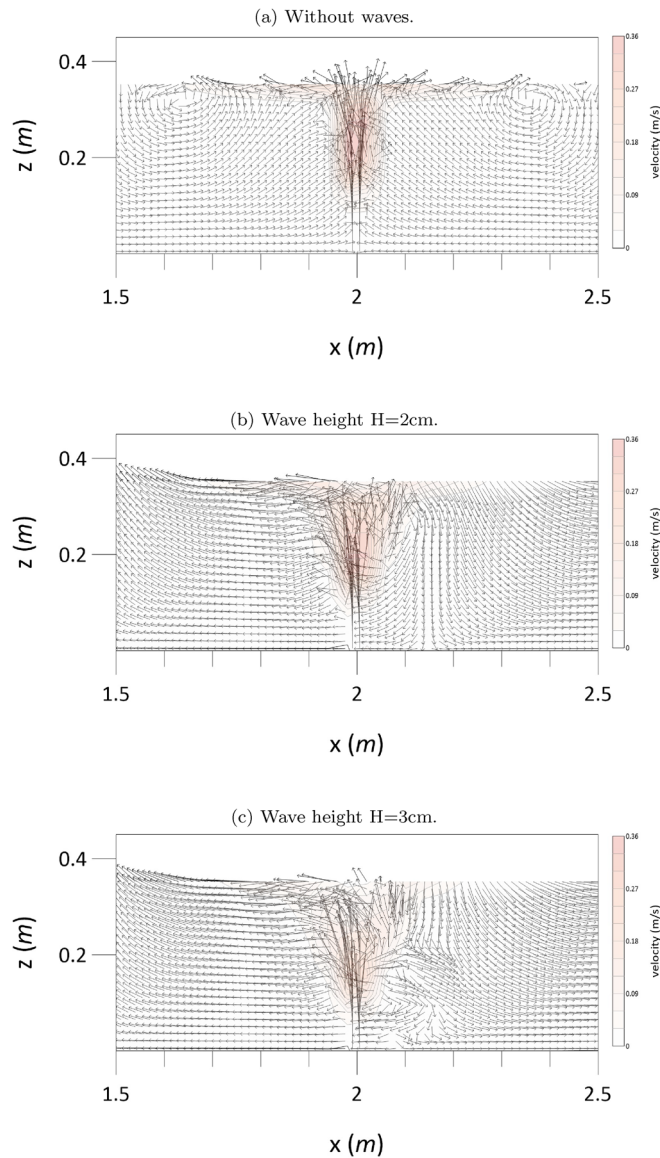 (a) Without waves.
0.4
z (m)
0.2
1.5 2 2.5
x (m)
0.36
0.27
0.18
0.09
0
velocity (m/s)
(b) Wave height H=2cm.
0.4
z (m)
0.2
1.5 2 2.5
x (m)
0.36
0.27
0.18
0.09
0
velocity (m/s)
(c) Wave height H=3cm.
0.4
z (m)
0.2
1.5 2 2.5
x (m)
0.36
0.27
0.18
0.09
0
velocity (m/s)